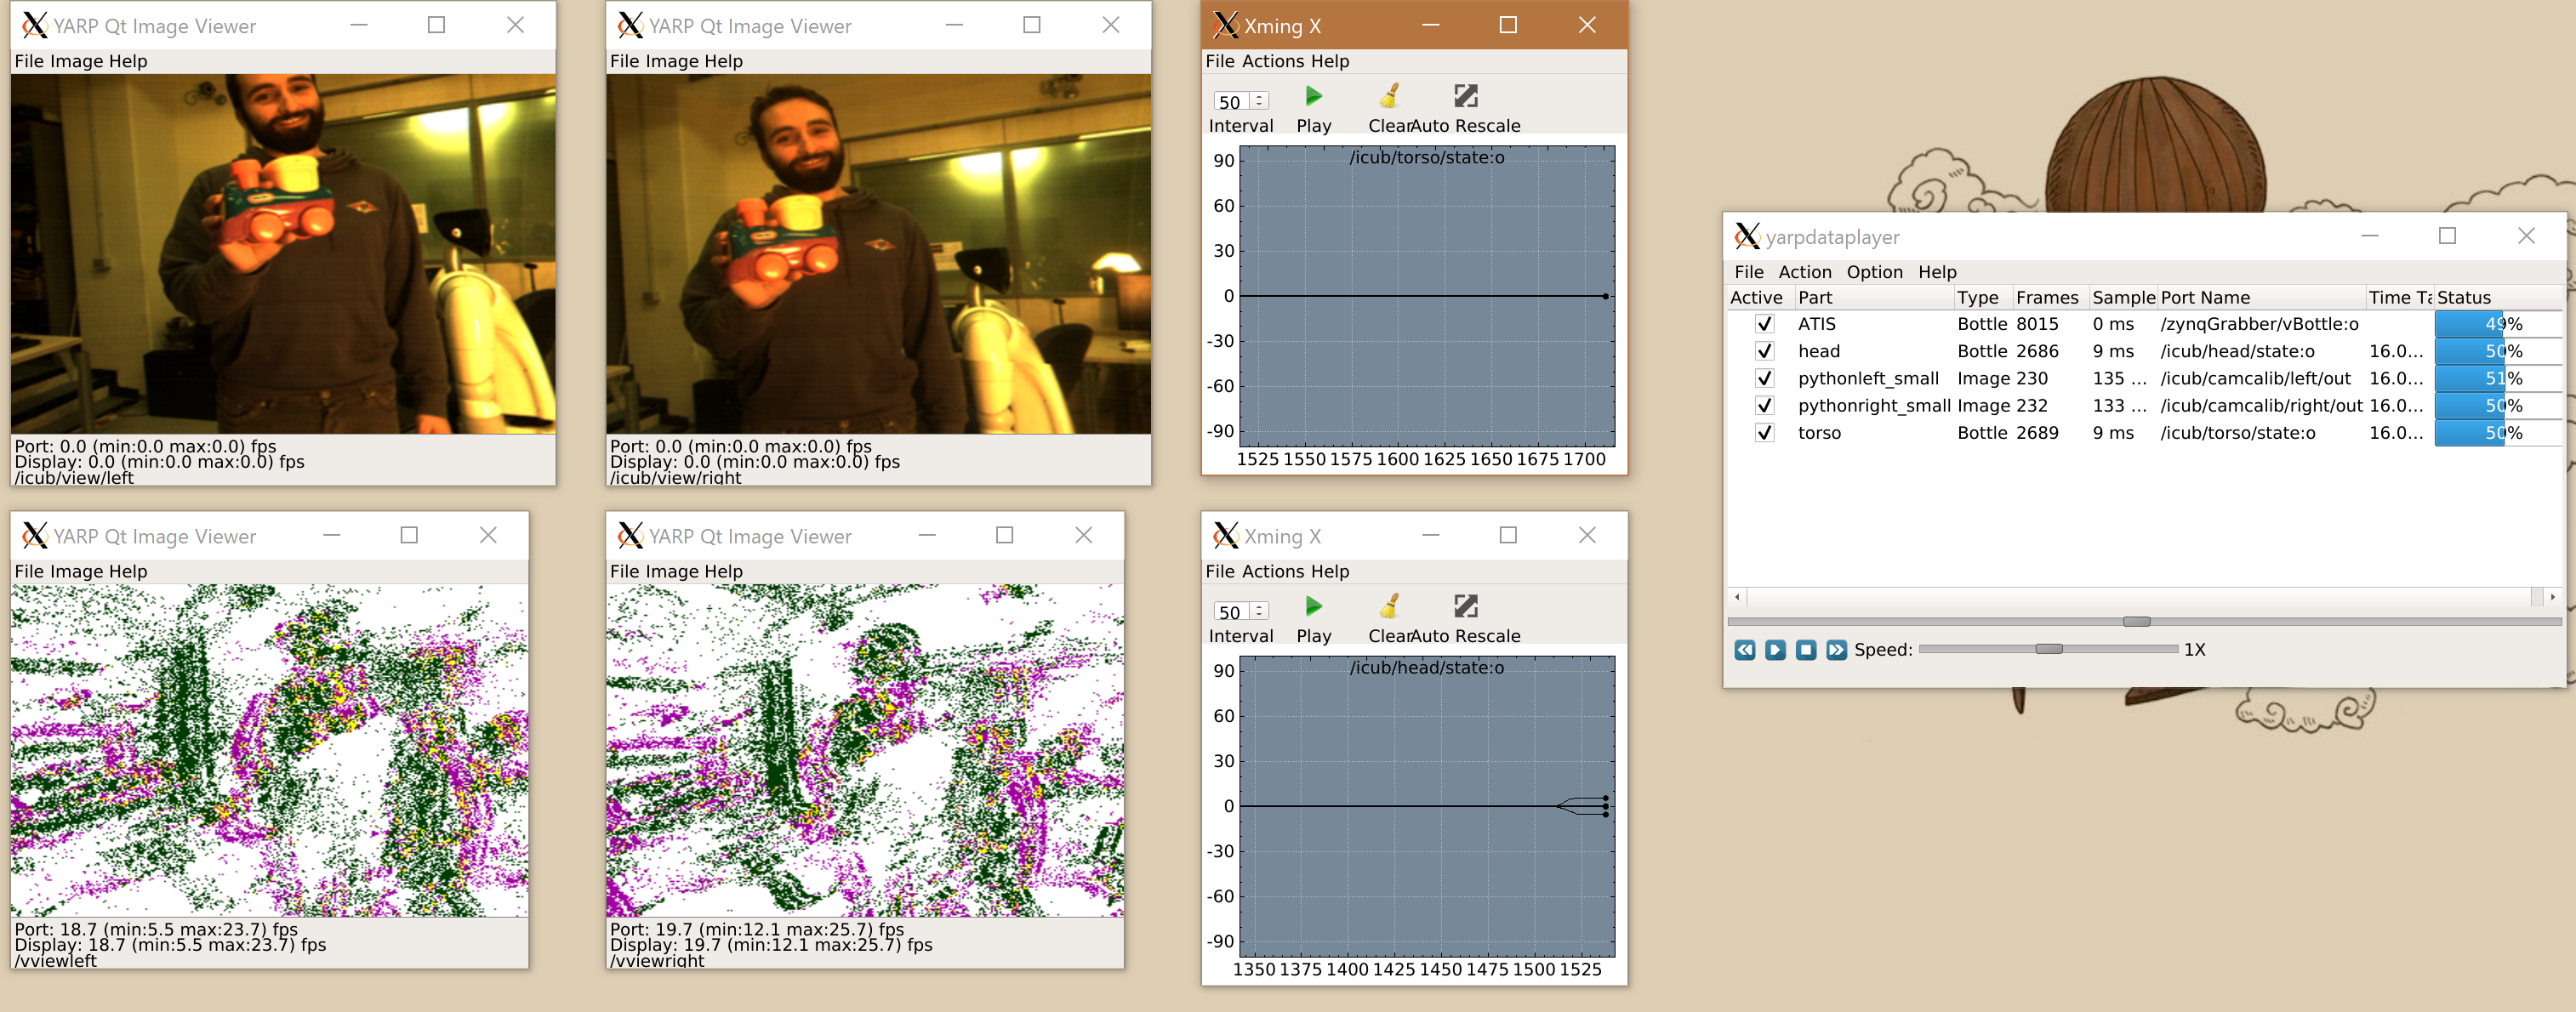 YARP Qt Image Viewer
File Image Help
Port: 0.0 (min:0.0 max:0.0) fps
Display: 0.0 (min:0.0 max:0.0) fps
/icub/view/left
YARP Qt Image Viewer
File Image Help
Port: 0.0 (min:0.0 max:0.0) fps
Display: 0.0 (min:0.0 max:0.0) fps
/icub/view/right
Xming X
File Actions Help
50
Interval Play Clear Auto Rescale
/icub/torso/state:o
90
60
30
0
-30
-60
-90
1525 1550 1575 1600 1625 1650 1675 1700
yarpdataplayer
File Action Option Help
Active Part Type Frames Sample Port Name Time Ta Status
ATIS Bottle 8015 0 ms /zynqGrabber/vBottle:o 49%
head Bottle 2686 9 ms /icub/head/state:o 16.0... 50%
pythonleft_small Image 230 135 ... /icub/camcalib/left/out 16.0... 51%
pythonright_small Image 232 133 ... /icub/camcalib/right/out 16.0... 50%
torso Bottle 2689 9 ms /icub/torso/state:o 16.0... 50%
Speed: 1X
YARP Qt Image Viewer
File Image Help
Port: 18.7 (min:5.5 max:23.7) fps
Display: 18.7 (min:5.5 max:23.7) fps
/vviewleft
YARP Qt Image Viewer
File Image Help
Port: 19.7 (min:12.1 max:25.7) fps
Display: 19.7 (min:12.1 max:25.7) fps
/vviewright
Xming X
File Actions Help
50
Interval Play Clear Auto Rescale
/icub/head/state:o
90
60
30
0
-30
-60
-90
1350 1375 1400 1425 1450 1475 1500 1525